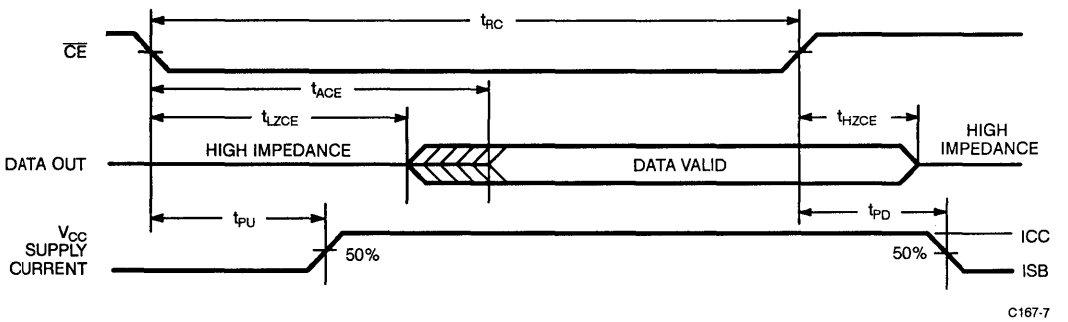 tRC
CE
tACE
tLZCE
tHZCE
HIGH IMPEDANCE
HIGH IMPEDANCE
DATA OUT
DATA VALID
tPU
tPD
VCC
SUPPLY
CURRENT
50%
50%
ICC
ISB
C167-7